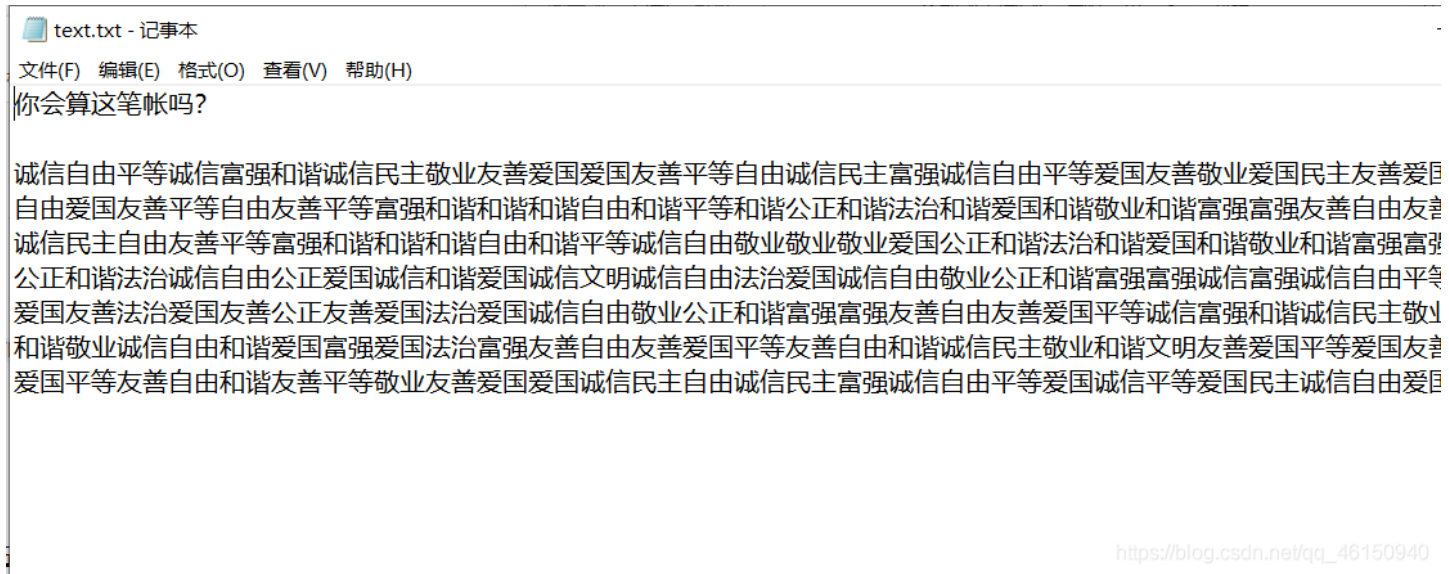 text.txt - 记事本
文件(F) 编辑(E) 格式(O) 查看(V) 帮助(H)
你会算这笔帐吗?
诚信自由平等诚信富强和谐诚信民主敬业友善爱国爱国友善平等自由诚信民主富强诚信自由平等爱国友善敬业爱国民主友善爱国
自由爱国友善平等自由友善平等富强和谐和谐和谐自由和谐平等和谐公正和谐法治和谐爱国和谐敬业和谐富强富强友善自由友善
诚信民主自由友善平等富强和谐和谐和谐自由和谐平等诚信自由敬业敬业敬业爱国公正和谐法治和谐爱国和谐敬业和谐富强富强
公正和谐法治诚信自由公正爱国诚信和谐爱国诚信文明诚信自由法治爱国诚信自由敬业公正和谐富强富强诚信富强诚信自由平等
爱国友善法治爱国友善公正友善爱国法治爱国诚信自由敬业公正和谐富强富强友善自由友善爱国平等诚信富强和谐诚信民主敬业
和谐敬业诚信自由和谐爱国富强爱国法治富强友善自由友善爱国平等友善自由和谐诚信民主敬业和谐文明友善爱国平等爱国友善
爱国平等友善自由和谐友善平等敬业友善爱国爱国诚信民主自由诚信民主富强诚信自由平等爱国诚信平等爱国民主诚信自由爱国
https://blog.csdn.net/qq_46150940